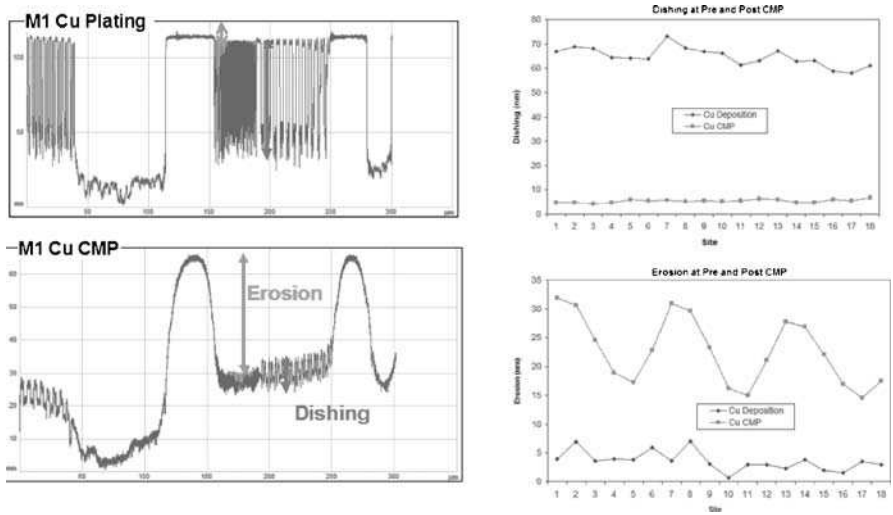 M1 Cu Plating
100
50
nm
50
100
150
200
250
300
µm
M1 Cu CMP
60
50
40
30
20
10
nm
Erosion
Dishing
50
100
150
200
250
300
µm
Dishing at Pre and Post CMP
Dishing (nm)
80
70
60
50
40
30
20
10
0
Cu Deposition
Cu CMP
1 2 3 4 5 6 7 8 9 10 11 12 13 14 15 16 17 18
Site
Erosion at Pre and Post CMP
Erosion (nm)
35
30
25
20
15
10
5
0
Cu Deposition
Cu CMP
1 2 3 4 5 6 7 8 9 10 11 12 13 14 15 16 17 18
Site